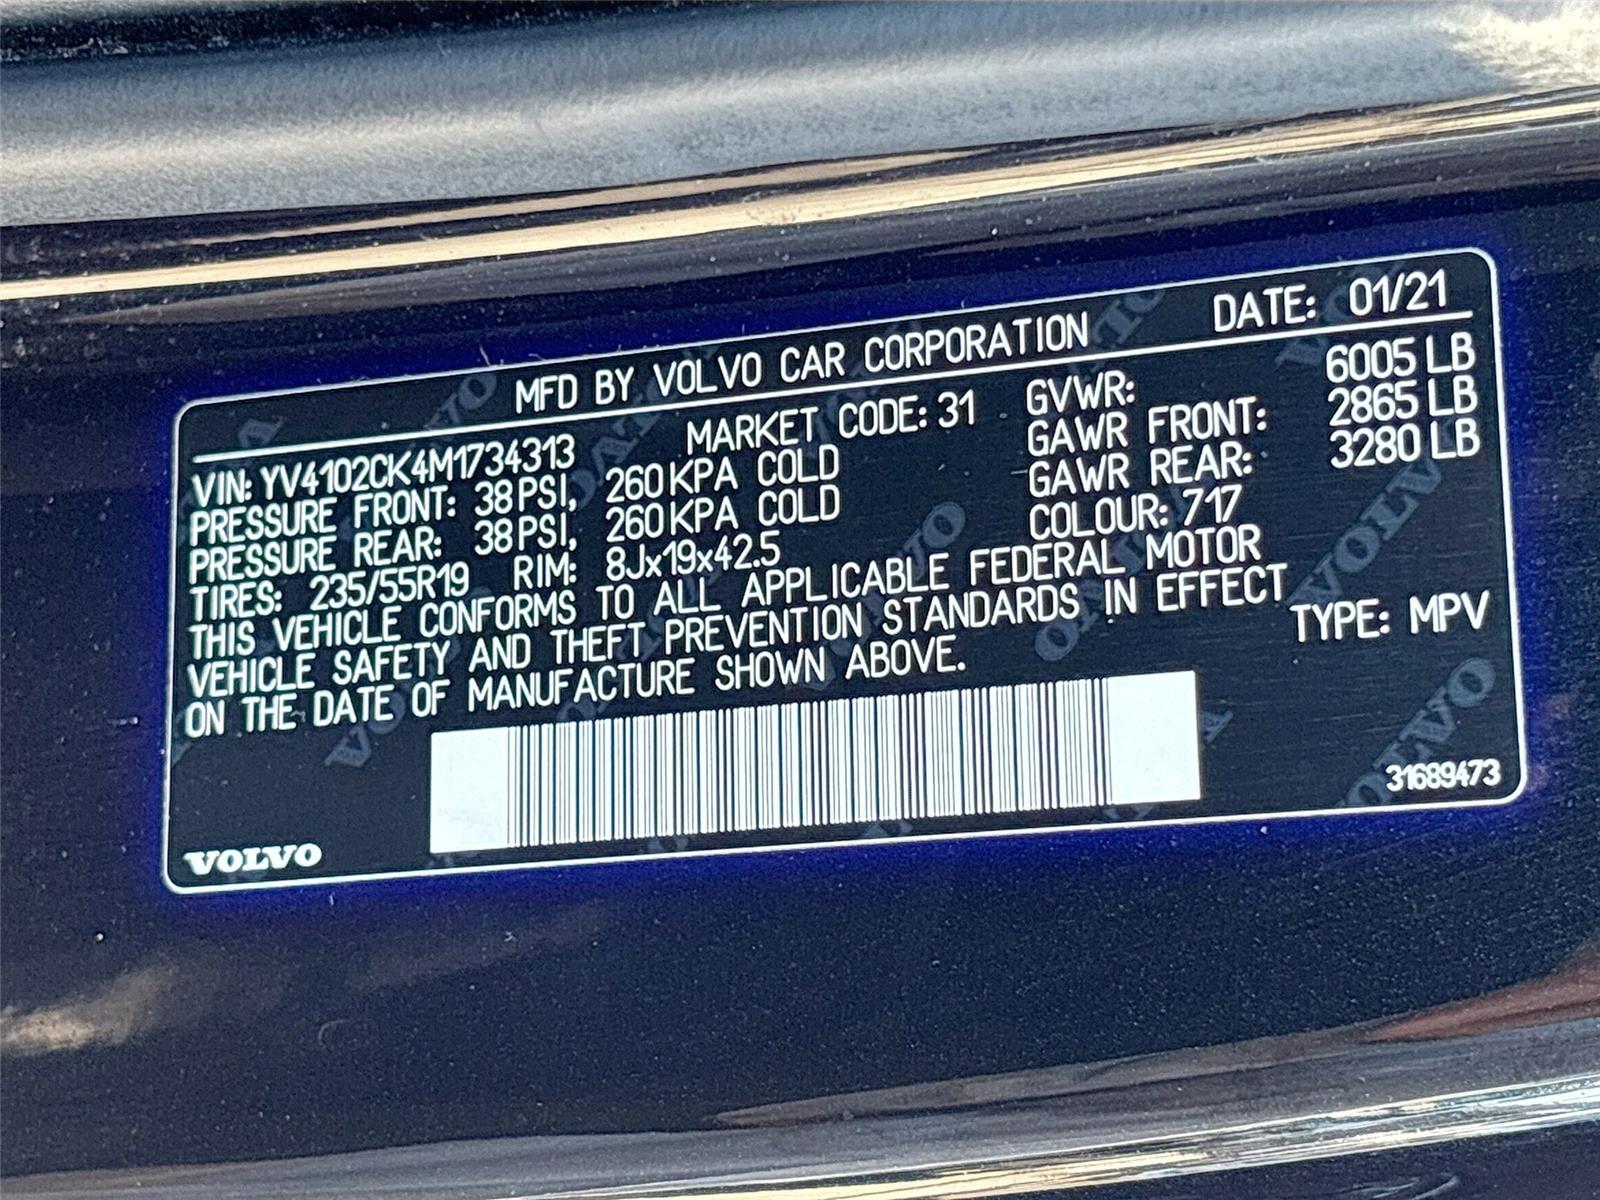 MFD BY VOLVO CAR CORPORATION DATE: 01/21
VIN: YV4102CK4M1734313 MARKET CODE: 31 GVWR: 6005 LB
PRESSURE FRONT: 38 PSI, 260 KPA COLD GAWR FRONT: 2865 LB
PRESSURE REAR: 38 PSI, 260 KPA COLD GAWR REAR: 3280 LB
TIRES: 235/55R19 RIM: 8Jx19x42.5 COLOUR: 717
THIS VEHICLE CONFORMS TO ALL APPLICABLE FEDERAL MOTOR
VEHICLE SAFETY AND THEFT PREVENTION STANDARDS IN EFFECT
ON THE DATE OF MANUFACTURE SHOWN ABOVE. TYPE: MPV
31689473
VOLVO